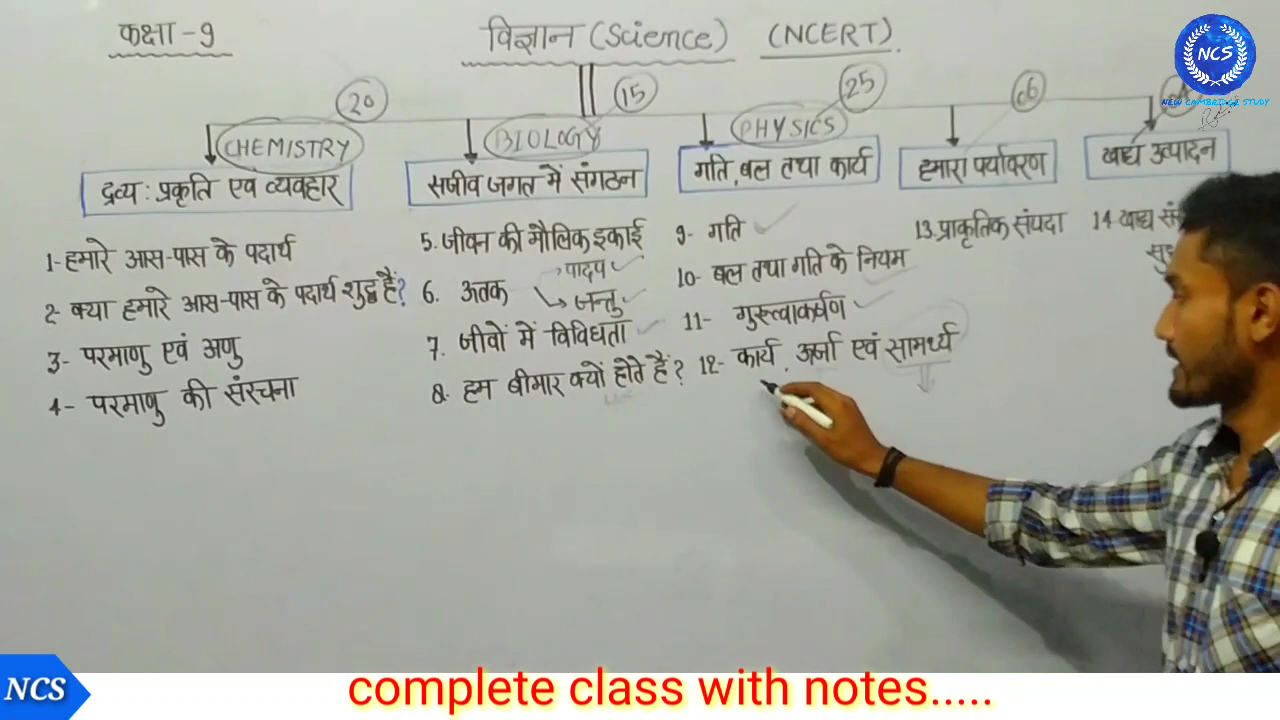 कक्षा - 9
विज्ञान (Science) (NCERT).
NCS
NEW CAMBRIDGE STUDY
20 15 25 06
CHEMISTRY BIOLOGY PHYSICS
द्रव्य : प्रकृति एवं व्यवहार
1- हमारे आस-पास के पदार्थ
2- क्या हमारे आस-पास के पदार्थ शुद्ध हैं?
3- परमाणु एवं अणु
4- परमाणु की संरचना
सजीव जगत में संगठन
5. जीवन की मौलिक इकाई
6. ऊतक → पादप ✓
↳ जन्तु ✓
7. जीवों में विविधता ✓
8. हम बीमार क्यों होते हैं?
गति, बल तथा कार्य
9- गति ✓
10- बल तथा गति के नियम
11- गुरुत्वाकर्षण ✓
12- कार्य, ऊर्जा एवं सामर्थ्य
हमारा पर्यावरण
13. प्राकृतिक संपदा
खाद्य उत्पादन
14- खाद्य
NCS
complete class with notes.....